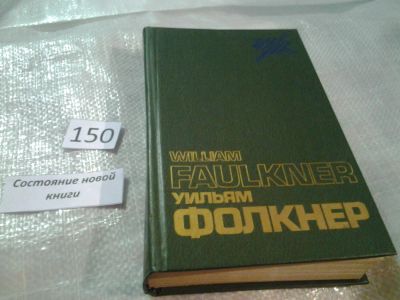 150
Состояние новой
книги
WILLIAM
FAULKNER
УИЛЬЯМ
ФОЛКНЕР